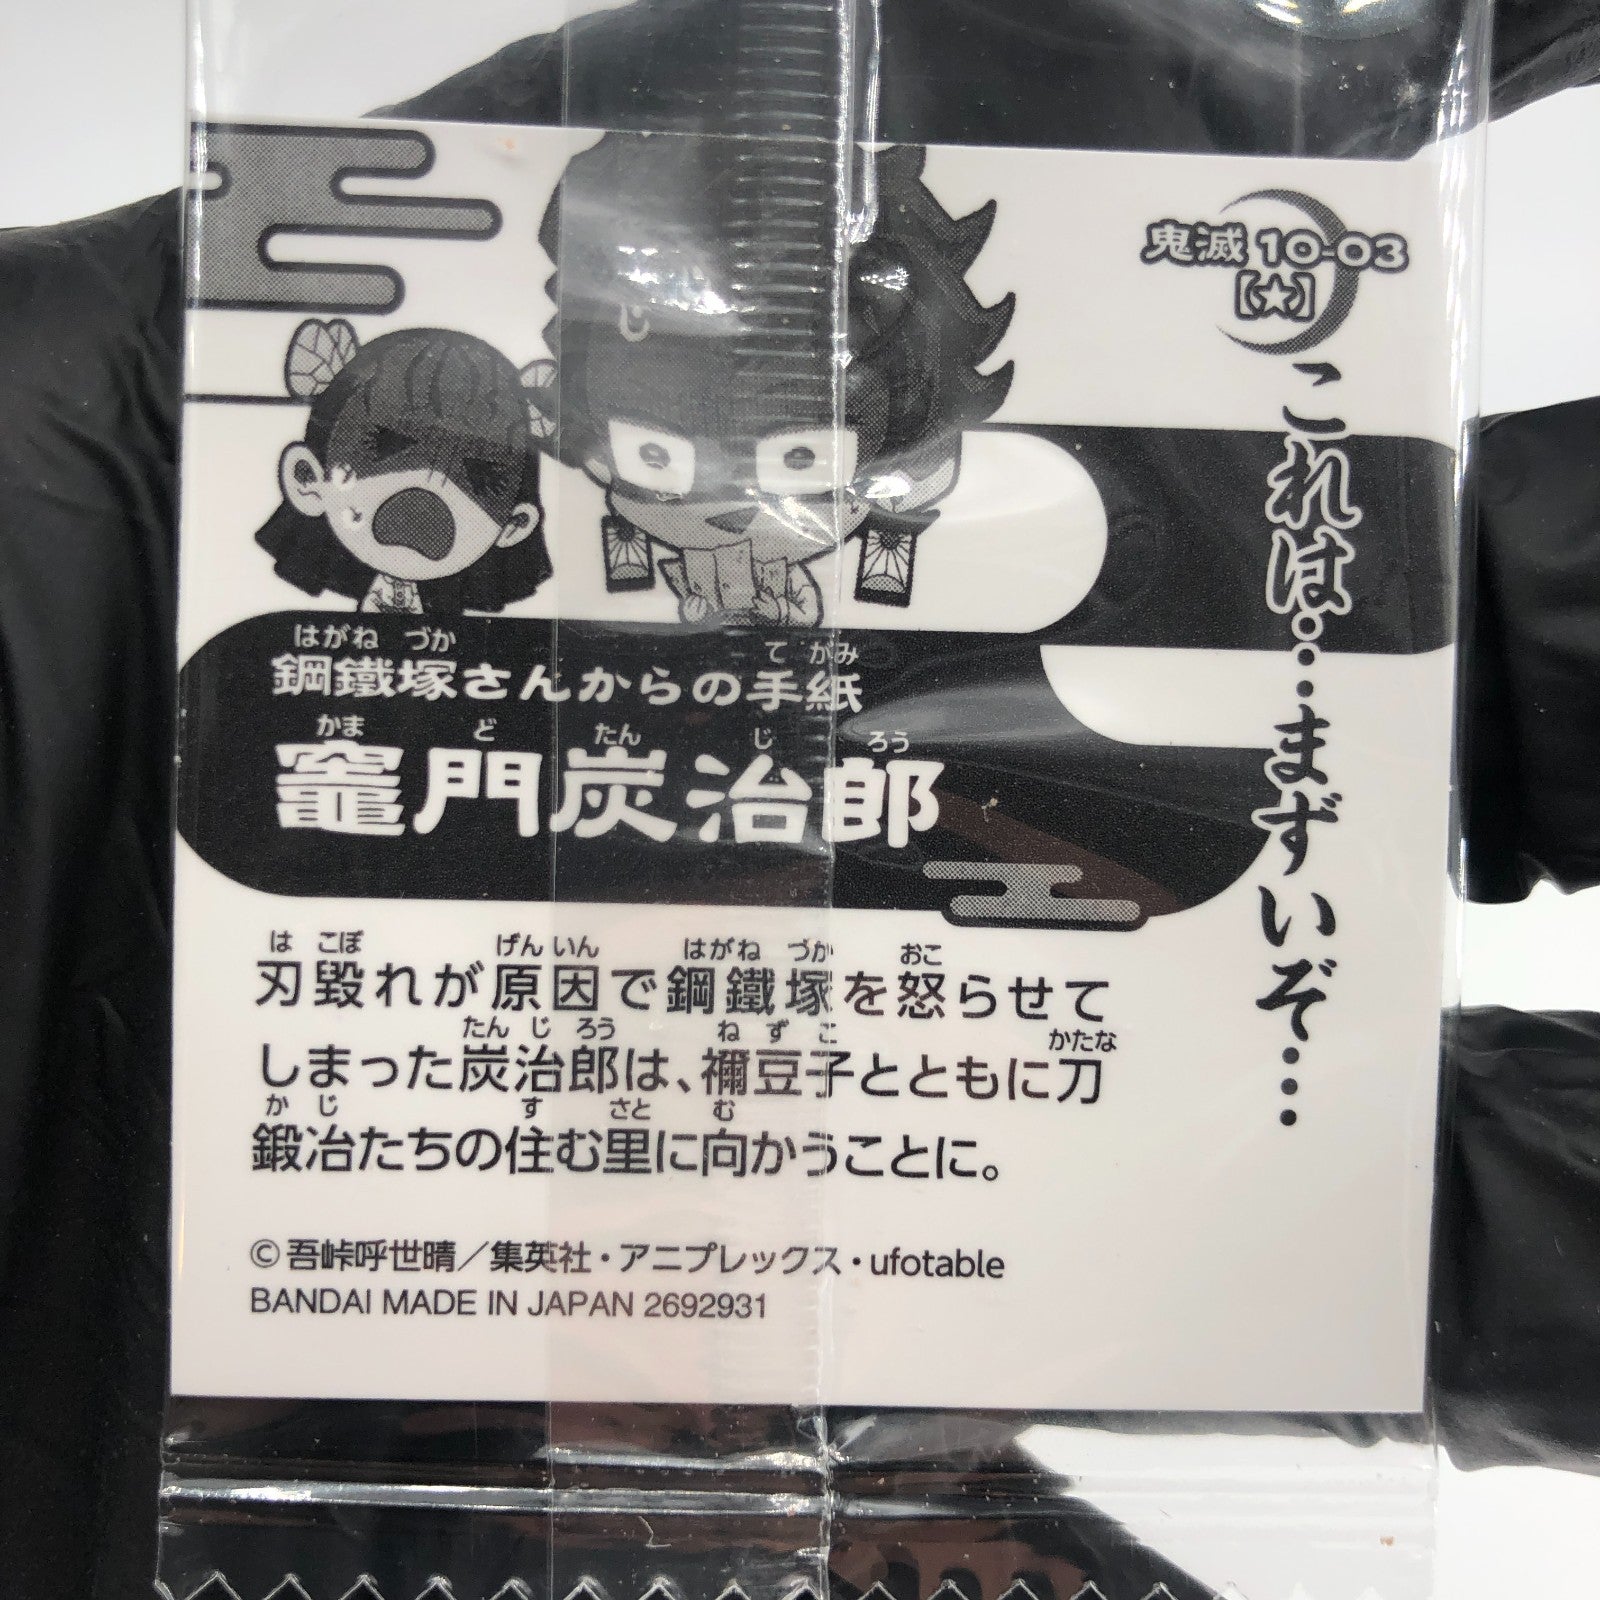 鬼滅 10-03
【★】
これは・・・まずいぞ・・・
はがねづか てがみ
鋼鐵塚さんからの手紙
かまど たんじろう
竈門炭治郎
は こぼ げんいん はがねづか おこ
刃毀れが原因で鋼鐵塚を怒らせて
たんじろう ねずこ かたな
しまった炭治郎は、禰豆子とともに刀
かじ す さと む
鍛冶たちの住む里に向かうことに。
©吾峠呼世晴／集英社・アニプレックス・ufotable
BANDAI MADE IN JAPAN 2692931